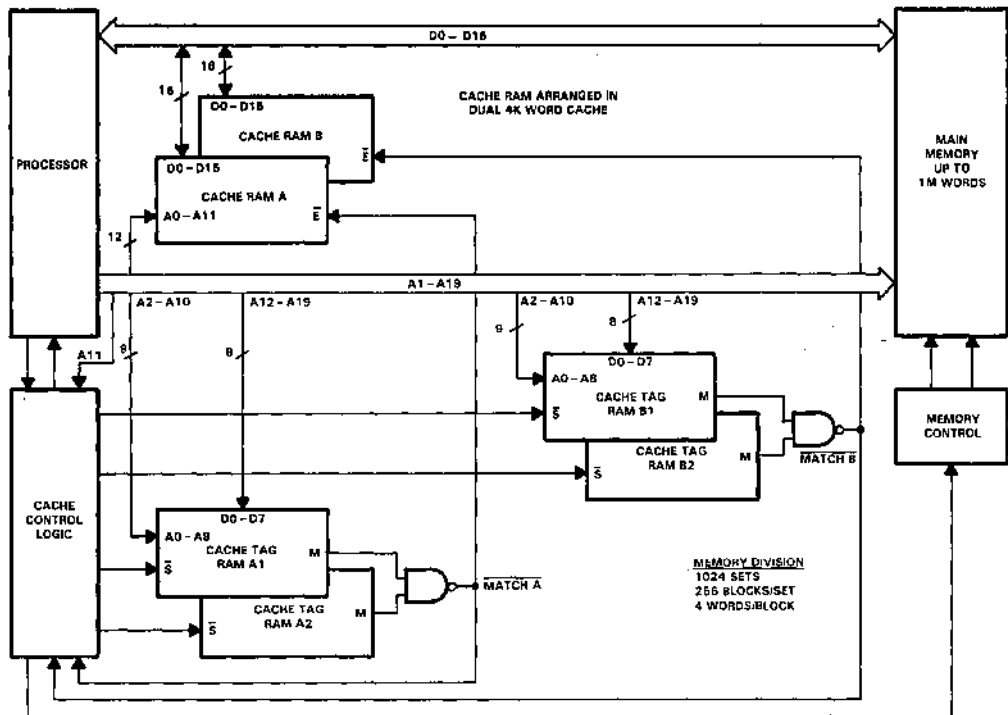 D0 – D15
16
16
CACHE RAM ARRANGED IN
DUAL 4K WORD CACHE
D0 – D15
CACHE RAM B
E
D0 – D15
CACHE RAM A
A0 – A11
E
12
PROCESSOR
MAIN
MEMORY
UP TO
1M WORDS
A1 – A19
A2 – A10
A12 – A19
A2 – A10
A12 – A19
A11
9
8
9
8
D0 – D7
A0 – A8
CACHE TAG
RAM B1
M
S
CACHE TAG
RAM B2
M
S
MATCH B
MEMORY
CONTROL
CACHE
CONTROL
LOGIC
D0 – D7
A0 – A8
CACHE TAG
RAM A1
M
S
CACHE TAG
RAM A2
M
S
MATCH A
MEMORY DIVISION
1024 SETS
256 BLOCKS/SET
4 WORDS/BLOCK